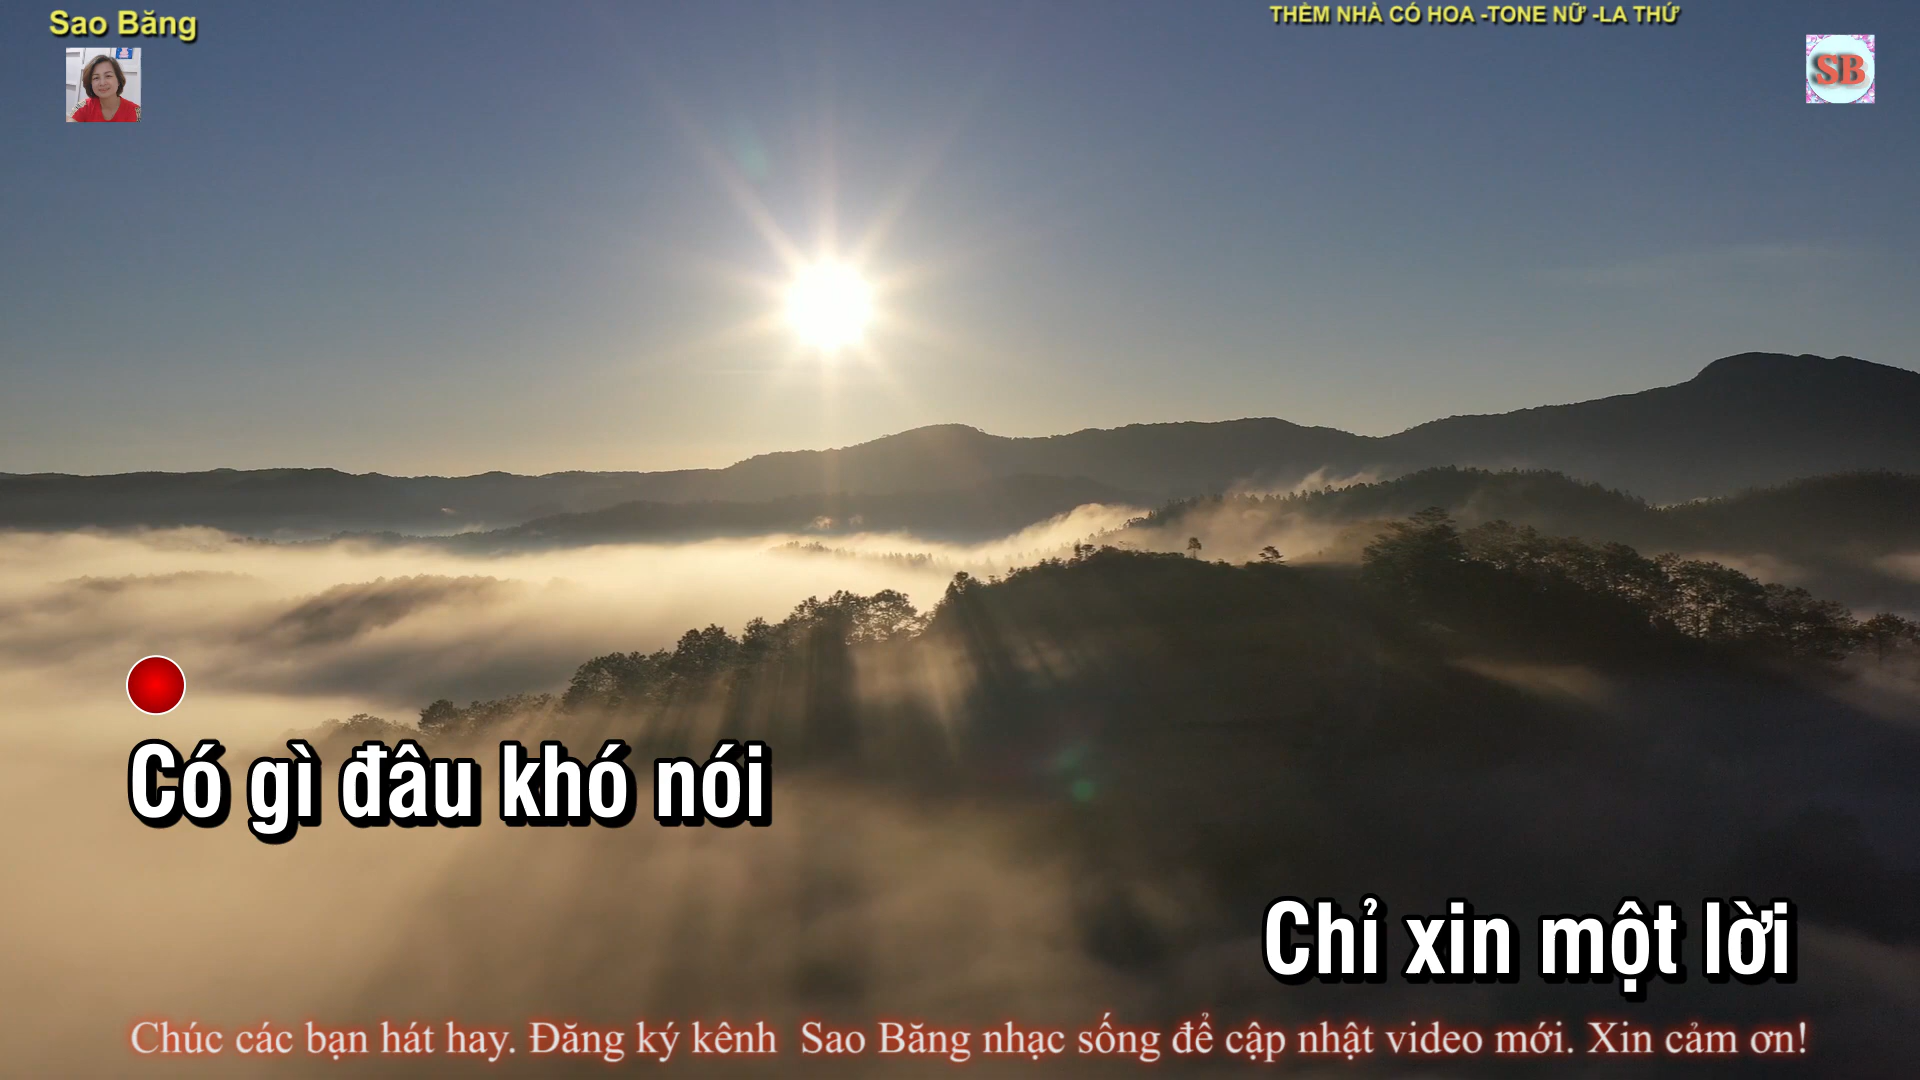 Sao Băng
THỀM NHÀ CÓ HOA -TONE NỮ -LA THỨ
SB
Có gì đâu khó nói
Chỉ xin một lời
Chúc các bạn hát hay. Đăng ký kênh  Sao Băng nhạc sống để cập nhật video mới. Xin cảm ơn!